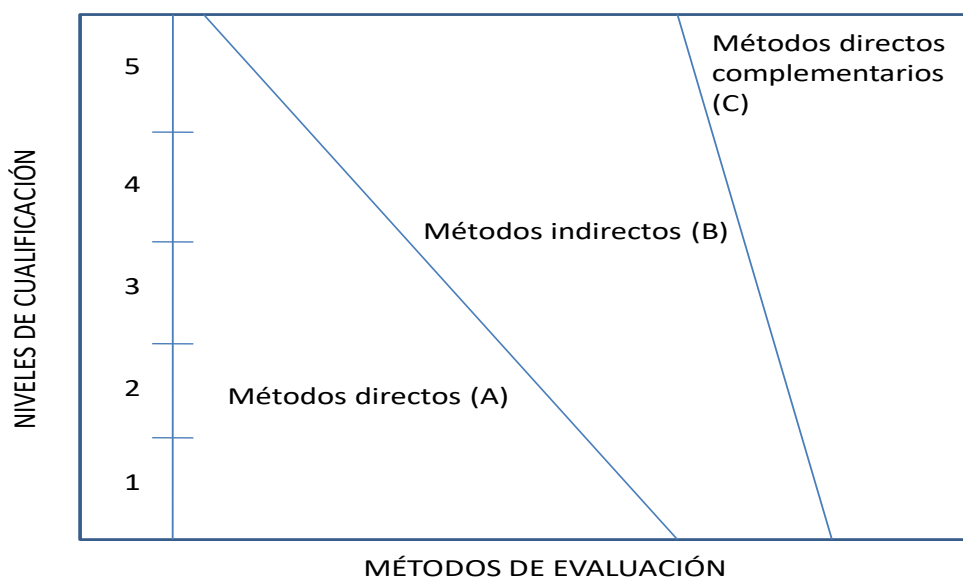 NIVELES DE CUALIFICACIÓN
5
4
3
2
1
Métodos directos
complementarios
(C)
Métodos indirectos (B)
Métodos directos (A)
MÉTODOS DE EVALUACIÓN